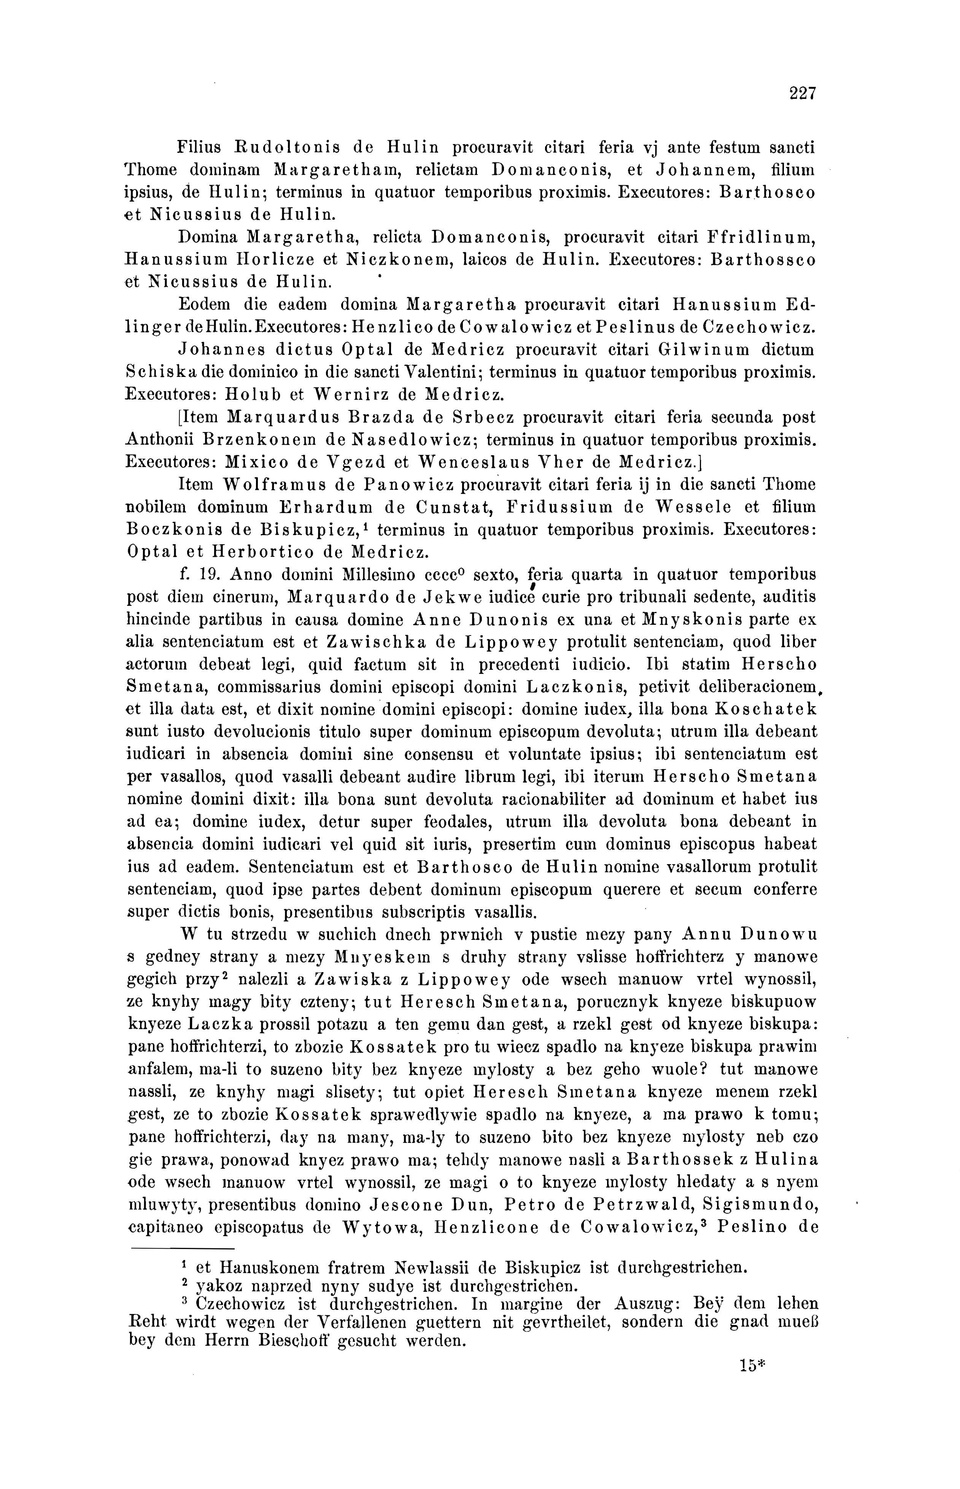 227
Filius Rudoltonis de Hulin procuravit citari feria vj ante festum sancti
Thome dominam Margaretham, relictam Domanconis, et Johannem, filium
ipsius, de Hulin; terminus in quatuor temporibus proximis. Executores: Barthosco
et Nicussius de Hulin.
Domina Margaretha, relicta Domanconis, procuravit citari Ffridlinum,
Hanussium Horlicze et Niczkonem, laicos de Hulin. Executores: Barthossco
et Nicussius de Hulin.
Eodem die eadem domina Margaretha procuravit citari Hanussium Ed-
linger de Hulin. Executores: Henzlico de Cowalowicz et Peslinus de Czechowicz.
Johannes dictus Optal de Medricz procuravit citari Gilwinum dictum
Schiska die dominico in die sancti Valentini; terminus in quatuor temporibus proximis.
Executores: Holub et Wernirz de Medricz.
[Item Marquardus Brazda de Srbecz procuravit citari feria secunda post
Anthonii Brzenkonem de Nasedlowicz; terminus in quatuor temporibus proximis.
Executores: Mixico de Vgezd et Wenceslaus Vher de Medricz.]
Item Wolframus de Panowicz procuravit citari feria ij in die sancti Thome
nobilem dominum Erhardum de Cunstat, Fridussium de Wessele et filium
Boczkonis de Biskupicz,¹ terminus in quatuor temporibus proximis. Executores:
Optal et Herbortico de Medricz.
f. 19. Anno domini Millesimo cccc⁰ sexto, feria quarta in quatuor temporibus
post diem cinerum, Marquardo de Jekwe iudice curie pro tribunali sedente, auditis
hincinde partibus in causa domine Anne Dunonis ex una et Mnyskonis parte ex
alia sentenciatum est et Zawischka de Lippowey protulit sentenciam, quod liber
actorum debeat legi, quid factum sit in precedenti iudicio. Ibi statim Herscho
Smetana, commissarius domini episcopi domini Laczkonis, petivit deliberacionem,
et illa data est, et dixit nomine domini episcopi: domine iudex, illa bona Koschatek
sunt iusto devolucionis titulo super dominum episcopum devoluta; utrum illa debeant
iudicari in absencia domini sine consensu et voluntate ipsius; ibi sentenciatum est
per vasallos, quod vasalli debeant audire librum legi, ibi iterum Herscho Smetana
nomine domini dixit: illa bona sunt devoluta racionabiliter ad dominum et habet ius
ad ea; domine iudex, detur super feodales, utrum illa devoluta bona debeant in
absencia domini iudicari vel quid sit iuris, presertim cum dominus episcopus habeat
ius ad eadem. Sentenciatum est et Barthosco de Hulin nomine vasallorum protulit
sentenciam, quod ipse partes debent dominum episcopum querere et secum conferre
super dictis bonis, presentibus subscriptis vasallis.
W tu strzedu w suchich dnech prwnich v pustie mezy pany Annu Dunowu
s gedney strany a mezy Mnyeskem s druhy strany vslisse hoffrichterz y manowe
gegich przy² nalezli a Zawiska z Lippowey ode wsech manuow vrtel wynossil,
ze knyhy magy bity czteny; tut Heresch Smetana, porucznyk knyeze biskupuow
knyeze Laczka prossil potazu a ten gemu dan gest, a rzekl gest od knyeze biskupa:
pane hoffrichterzi, to zbozie Kossatek pro tu wiecz spadlo na knyeze biskupa prawim
anfalem, ma-li to suzeno bity bez knyeze mylosty a bez geho wuole? tut manowe
nassli, ze knyhy magi slisety; tut opiet Heresch Smetana knyeze menem rzekl
gest, ze to zbozie Kossatek sprawedlywie spadlo na knyeze, a ma prawo k tomu;
pane hoffrichterzi, day na many, ma-ly to suzeno bito bez knyeze mylosty neb czo
gie prawa, ponowad knyez prawo ma; tehdy manowe nasli a Barthossek z Hulina
ode wsech manuow vrtel wynossil, ze magi o to knyeze mylosty hledaty a s nyem
mluwyty, presentibus domino Jescone Dun, Petro de Petrzwald, Sigismundo,
capitaneo episcopatus de Wytowa, Henzlicone de Cowalowicz,³ Peslino de
¹ et Hanuskonem fratrem Newlassii de Biskupicz ist durchgestrichen.
² yakoz naprzed nyny sudye ist durchgestrichen.
³ Czechowicz ist durchgestrichen. In margine der Auszug: Beÿ dem lehen
Reht wirdt wegen der Verfallenen guettern nit gevrtheilet, sondern die gnad mueß
bey dem Herrn Bieschoff gesucht werden.
15*